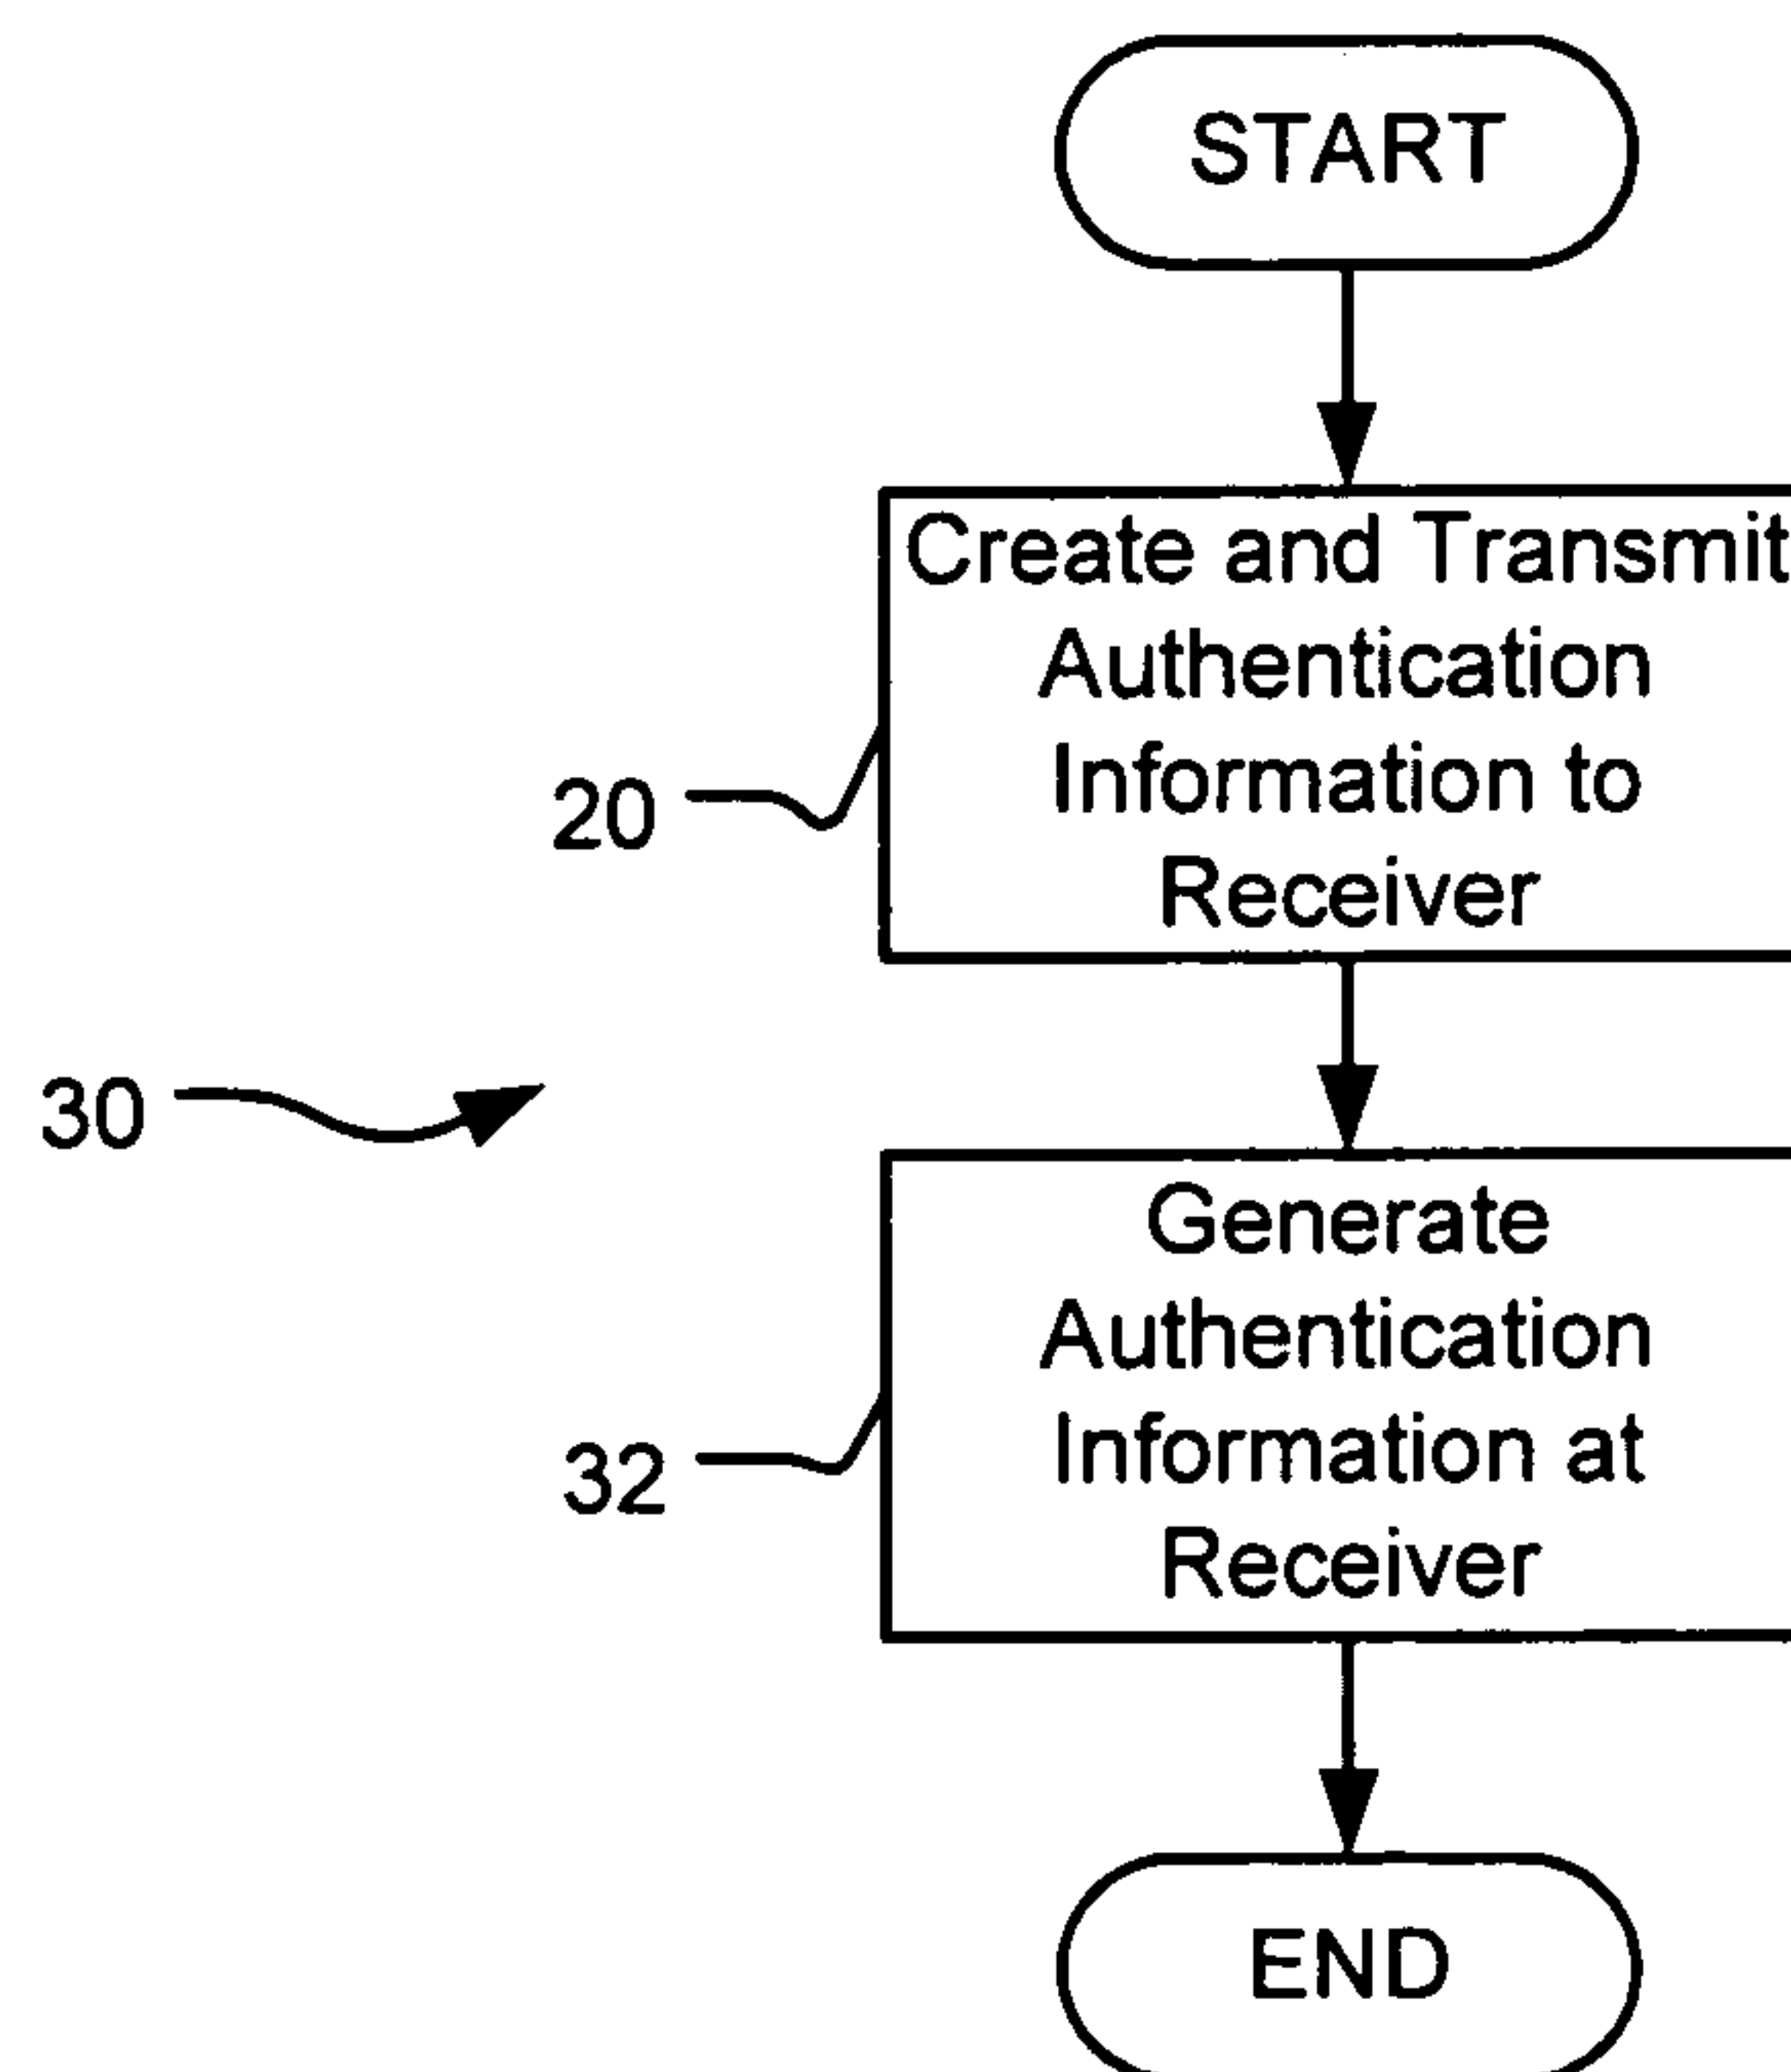 START
Create and Transmit
Authentication
Information to
Receiver
20
30
Generate
Authentication
Information at
Receiver
32
END